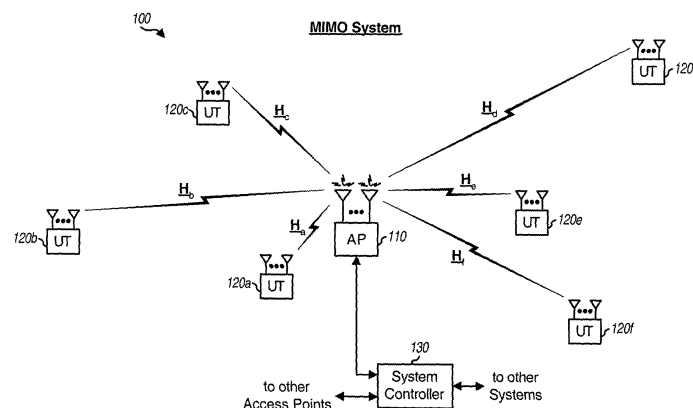 100
MIMO System
UT
120
120c
UT
H_c
H_d
H_b
H_e
UT
120b
H_a
AP
110
UT
120e
H_f
120a
UT
UT
120f
130
System
Controller
to other
Access Points
to other
Systems